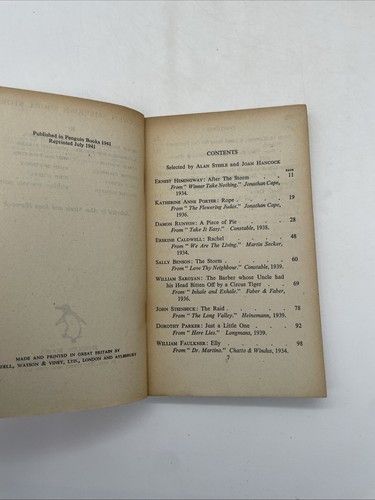 Published in Penguin Books 1941
Reprinted July 1941
MADE AND PRINTED IN GREAT BRITAIN BY
WATSON & VINEY, LTD., LONDON AND AYLESBURY
CONTENTS
Selected by ALAN STEELE and JOAN HANCOCK
PAGE
ERNEST HEMINGWAY: After The Storm . . . 11
From "Winner Take Nothing." Jonathan Cape,
1934.
KATHERINE ANNE PORTER: Rope . . . . 19
From "The Flowering Judas." Jonathan Cape,
1936.
DAMON RUNYON: A Piece of Pie . . . . 28
From "Take It Easy." Constable, 1938.
ERSKINE CALDWELL: Rachel . . . . 48
From "We Are The Living." Martin Secker,
1934.
SALLY BENSON: The Storm . . . . 60
From "Love Thy Neighbour." Constable, 1939.
WILLIAM SAROYAN: The Barber whose Uncle had
his Head Bitten Off by a Circus Tiger . . . 69
From: "Inhale and Exhale." Faber & Faber,
1936.
JOHN STEINBECK: The Raid . . . . 78
From "The Long Valley." Heinemann, 1939.
DOROTHY PARKER: Just a Little One . . . 92
From "Here Lies." Longmans, 1939.
WILLIAM FAULKNER: Elly . . . . 98
From "Dr. Martino." Chatto & Windus, 1934.
7